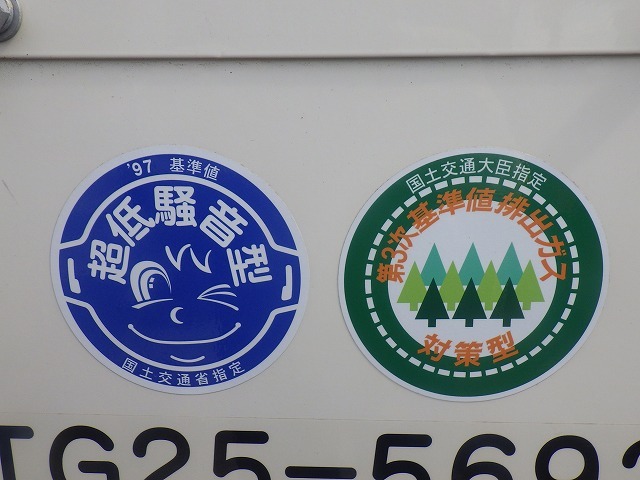 '97 基準値
超低騒音型
国土交通省指定
国土交通大臣指定
第3次基準値排出ガス
対策型
TG25-5692